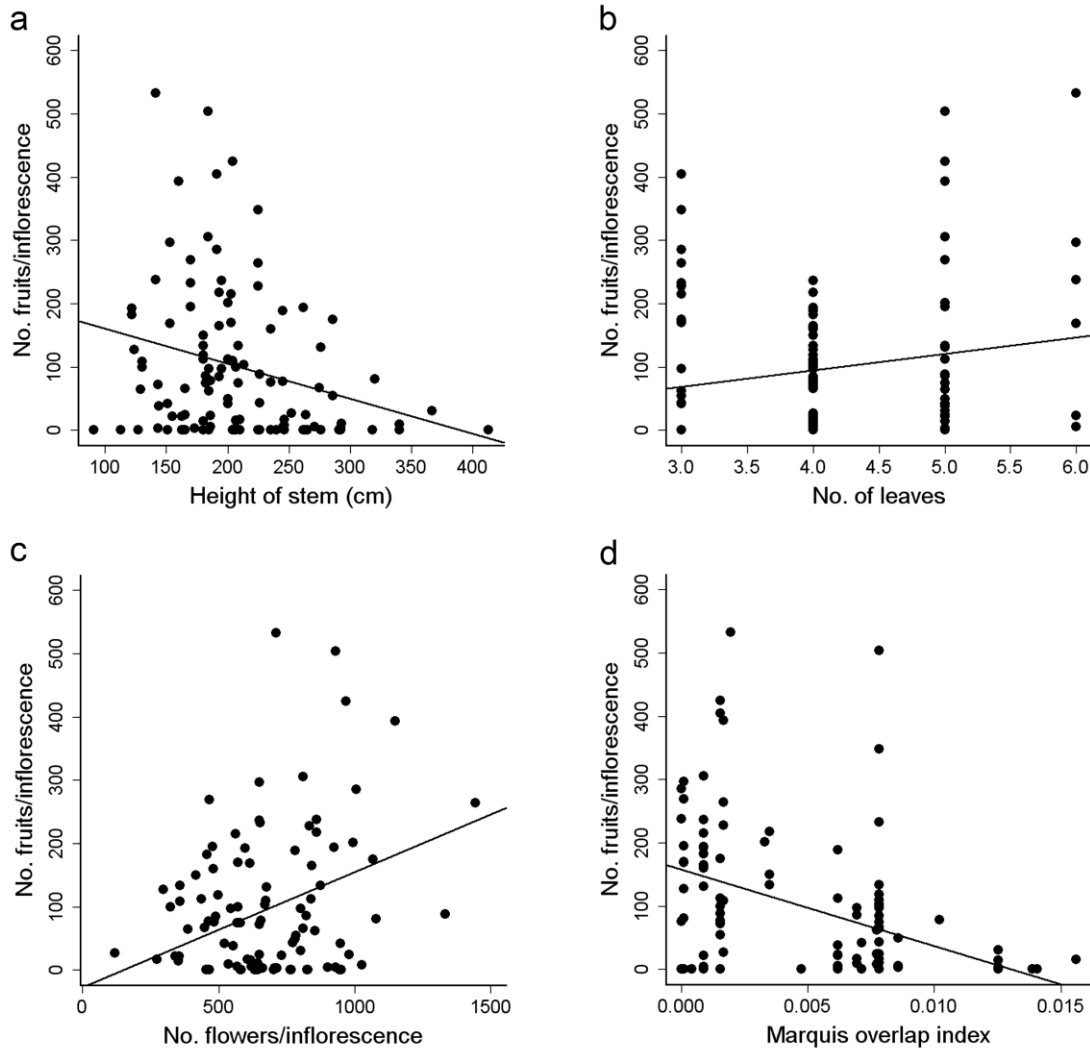 a
No. fruits/inflorescence
600
500
400
300
200
100
0
100 150 200 250 300 350 400
Height of stem (cm)
b
No. fruits/inflorescence
600
500
400
300
200
100
0
3.0 3.5 4.0 4.5 5.0 5.5 6.0
No. of leaves
c
No. fruits/inflorescence
600
500
400
300
200
100
0
0 500 1000 1500
No. flowers/inflorescence
d
No. fruits/inflorescence
600
500
400
300
200
100
0
0.000 0.005 0.010 0.015
Marquis overlap index